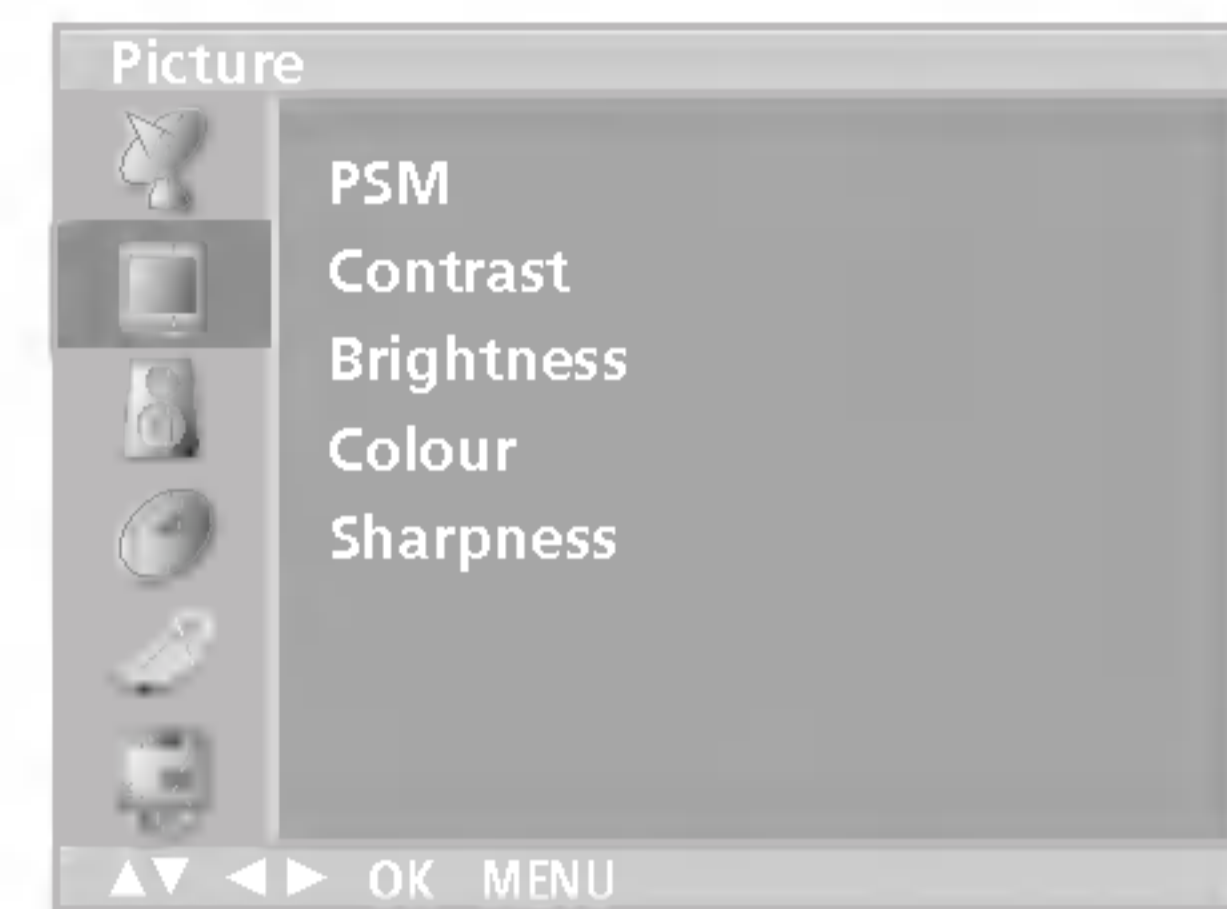 Picture
PSM
Contrast
Brightness
Colour
Sharpness
▲▼ ◀▶ OK MENU